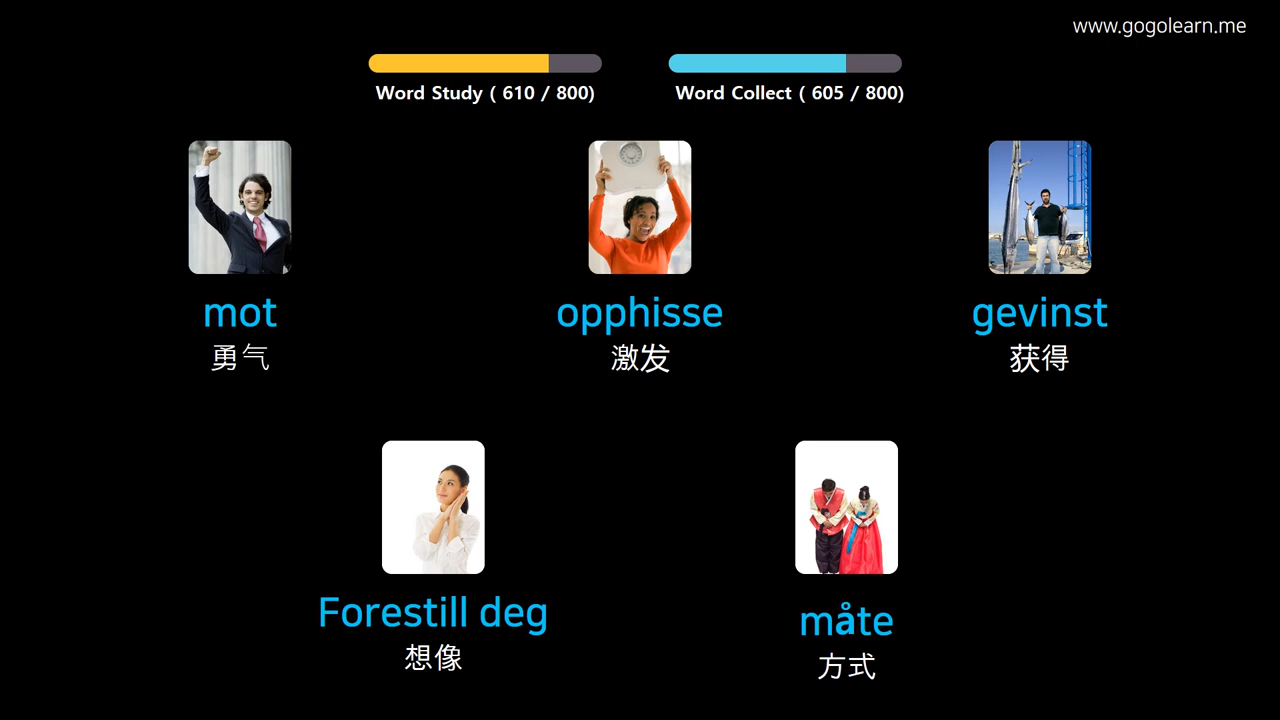 www.gogolearn.me
Word Study ( 610 / 800)
Word Collect ( 605 / 800)
mot
勇气
opphisse
激发
gevinst
获得
Forestill deg
想像
måte
方式